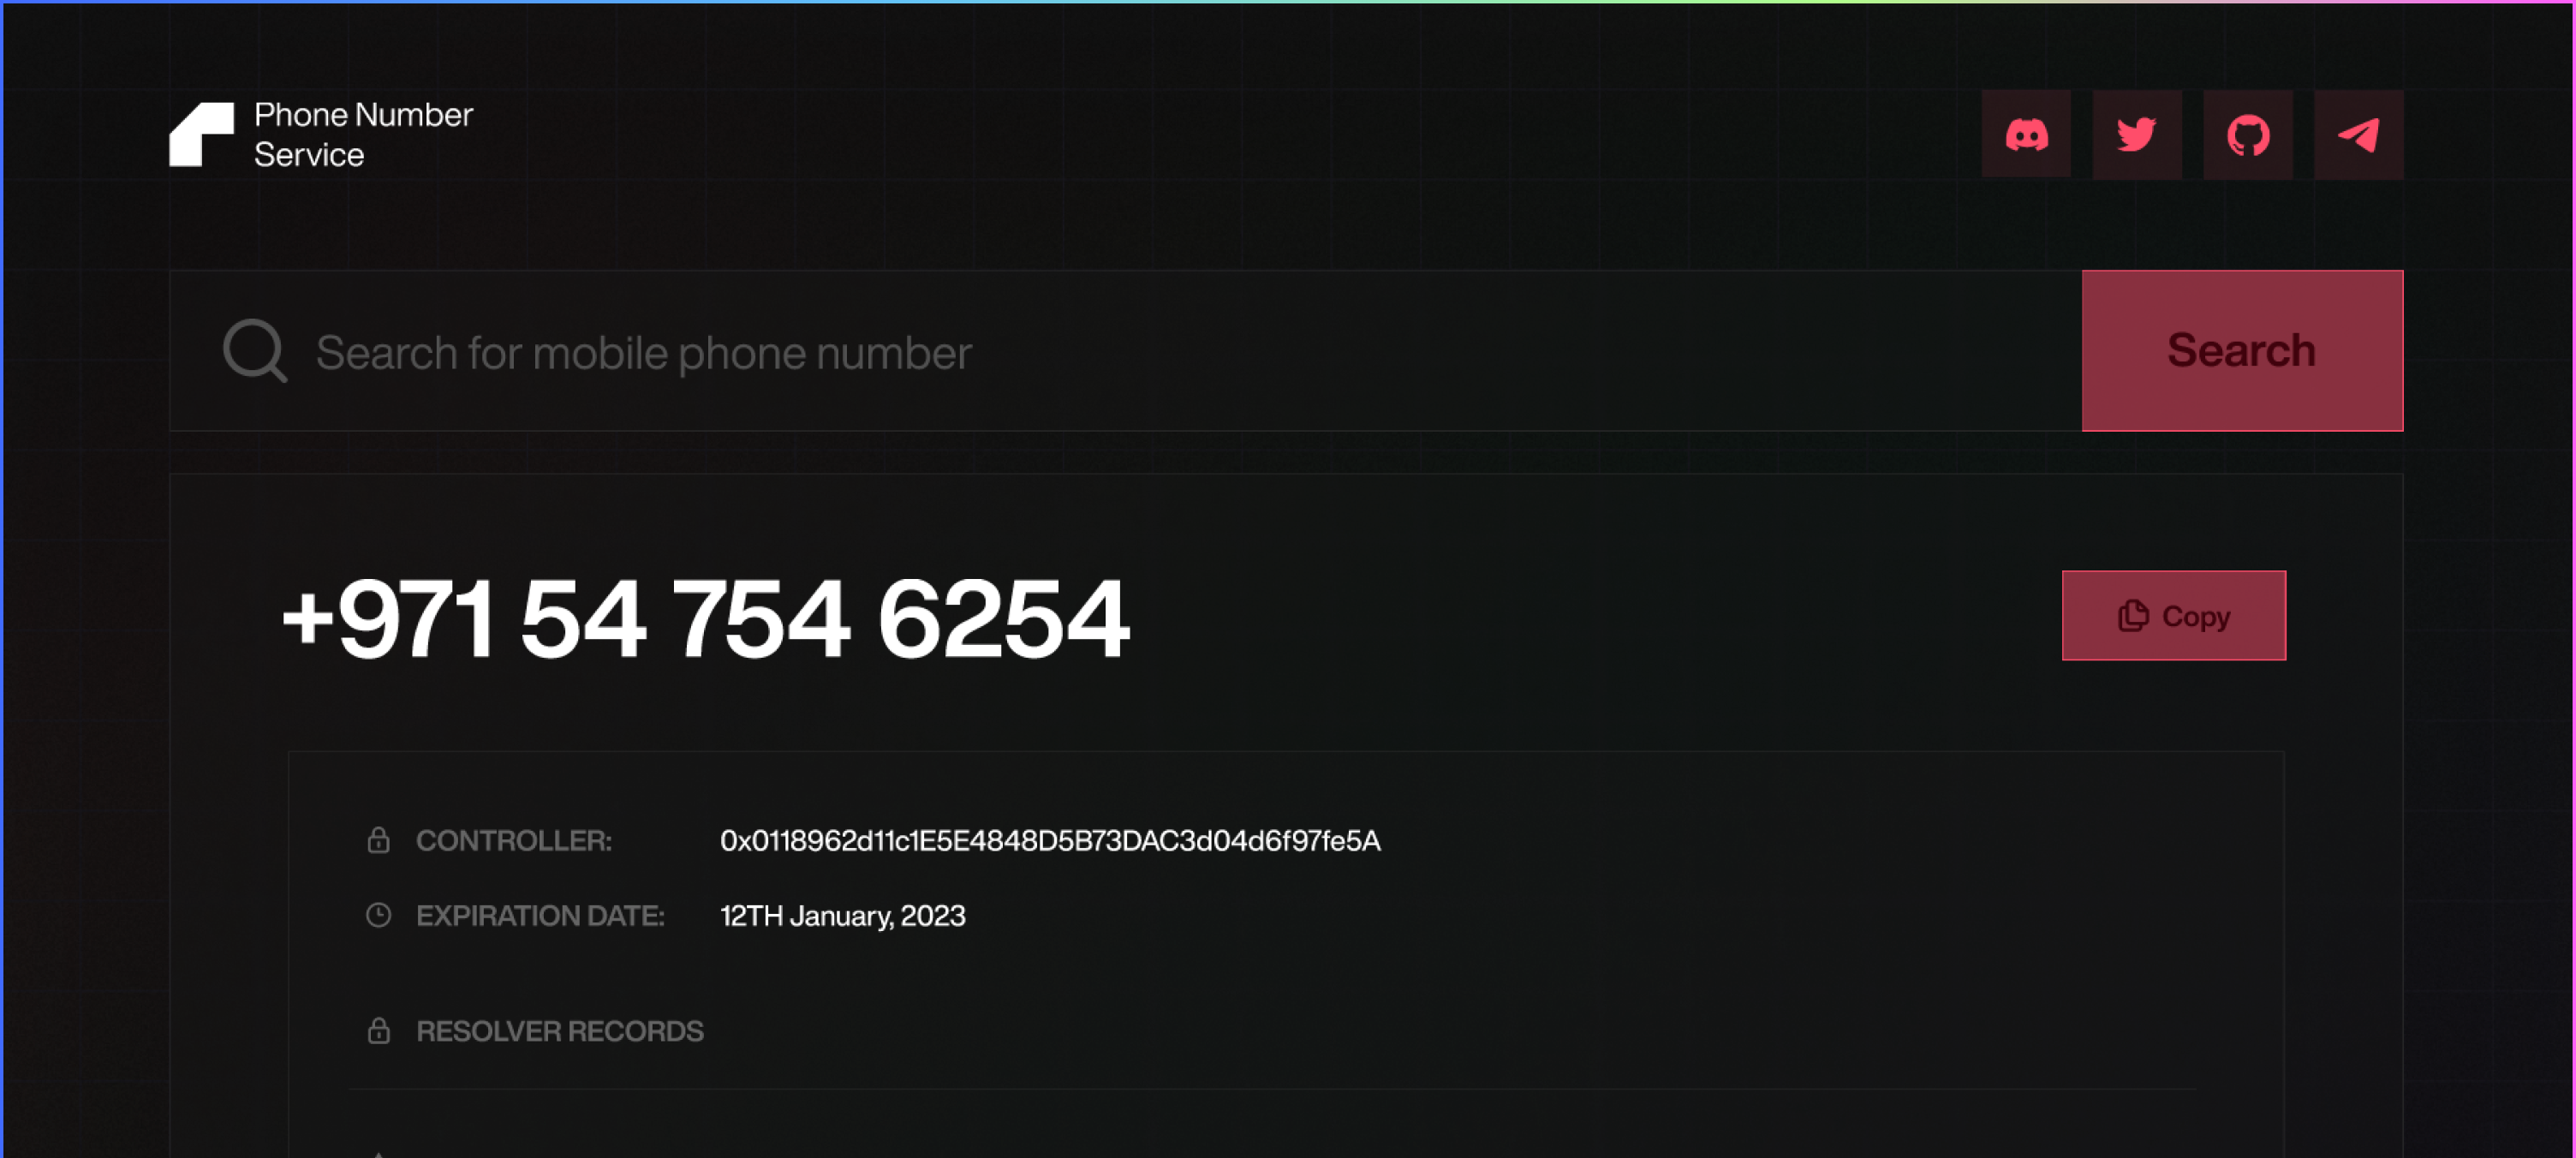 Phone Number
Service
Search for mobile phone number
Search
+971 54 754 6254
Copy
CONTROLLER:
0x0118962d11c1E5E4848D5B73DAC3d04d6f97fe5A
EXPIRATION DATE:
12TH January, 2023
RESOLVER RECORDS